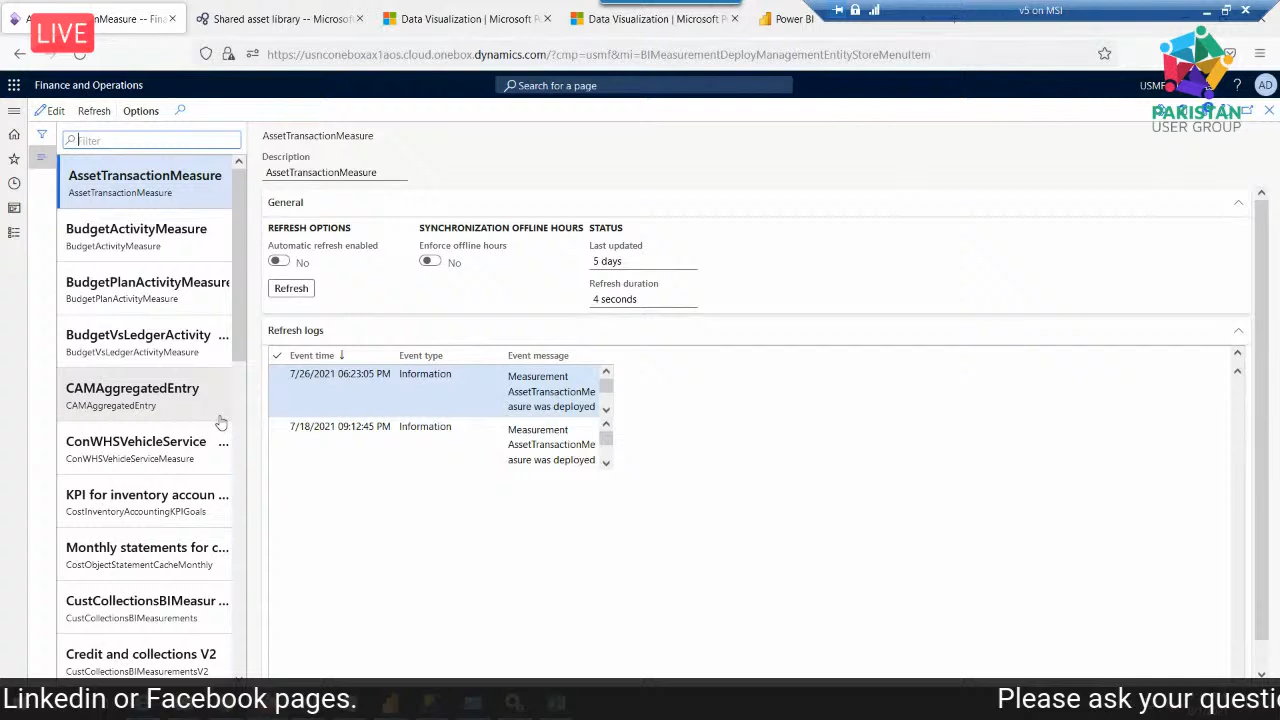 nMeasure -- Fina
Shared asset library -- Microsoft
Data Visualization | Microsoft P
Data Visualization | Microsoft P
Power BI
v5 on MSI
LIVE
https://usnconeboxax1aos.cloud.onebox.dynamics.com/?cmp=usmf&mi=BIMeasurementDeployManagementEntityStoreMenuItem
Finance and Operations
Search for a page
USMF
?
AD
PAKISTAN
USER GROUP
Edit
Refresh
Options
Filter
AssetTransactionMeasure
AssetTransactionMeasure
BudgetActivityMeasure
BudgetActivityMeasure
BudgetPlanActivityMeasure
BudgetPlanActivityMeasure
BudgetVsLedgerActivity ...
BudgetVsLedgerActivityMeasure
CAMAggregatedEntry
CAMAggregatedEntry
ConWHSVehicleService ...
ConWHSVehicleServiceMeasure
KPI for inventory accoun ...
CostInventoryAccountingKPIGoals
Monthly statements for c...
CostObjectStatementCacheMonthly
CustCollectionsBIMeasur ...
CustCollectionsBIMeasurements
Credit and collections V2
CustCollectionsBIMeasurementsV2
AssetTransactionMeasure
Description
AssetTransactionMeasure
General
REFRESH OPTIONS
Automatic refresh enabled
No
Refresh
SYNCHRONIZATION OFFLINE HOURS
Enforce offline hours
No
STATUS
Last updated
5 days
Refresh duration
4 seconds
Refresh logs
Event time
Event type
Event message
7/26/2021 06:23:05 PM
Information
Measurement
AssetTransactionMe
asure was deployed
7/18/2021 09:12:45 PM
Information
Measurement
AssetTransactionMe
asure was deployed
Linkedin or Facebook pages.
Please ask your questi